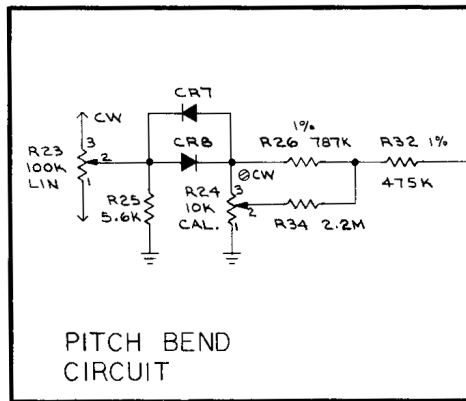 CR7
CW
1%
R23
100K
LIN
3
2
1
CR8
R26 787K
R32 1%
475K
R25
5.6K
R24
10K
CAL.
CW
3
2
1
R34 2.2M
PITCH BEND
CIRCUIT